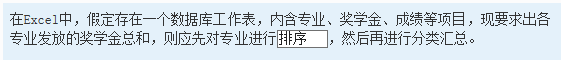 在Excel中，假定存在一个数据库工作表，内含专业、奖学金、成绩等项目，现要求出各
专业发放的奖学金总和，则应先对专业进行排序，然后再进行分类汇总。